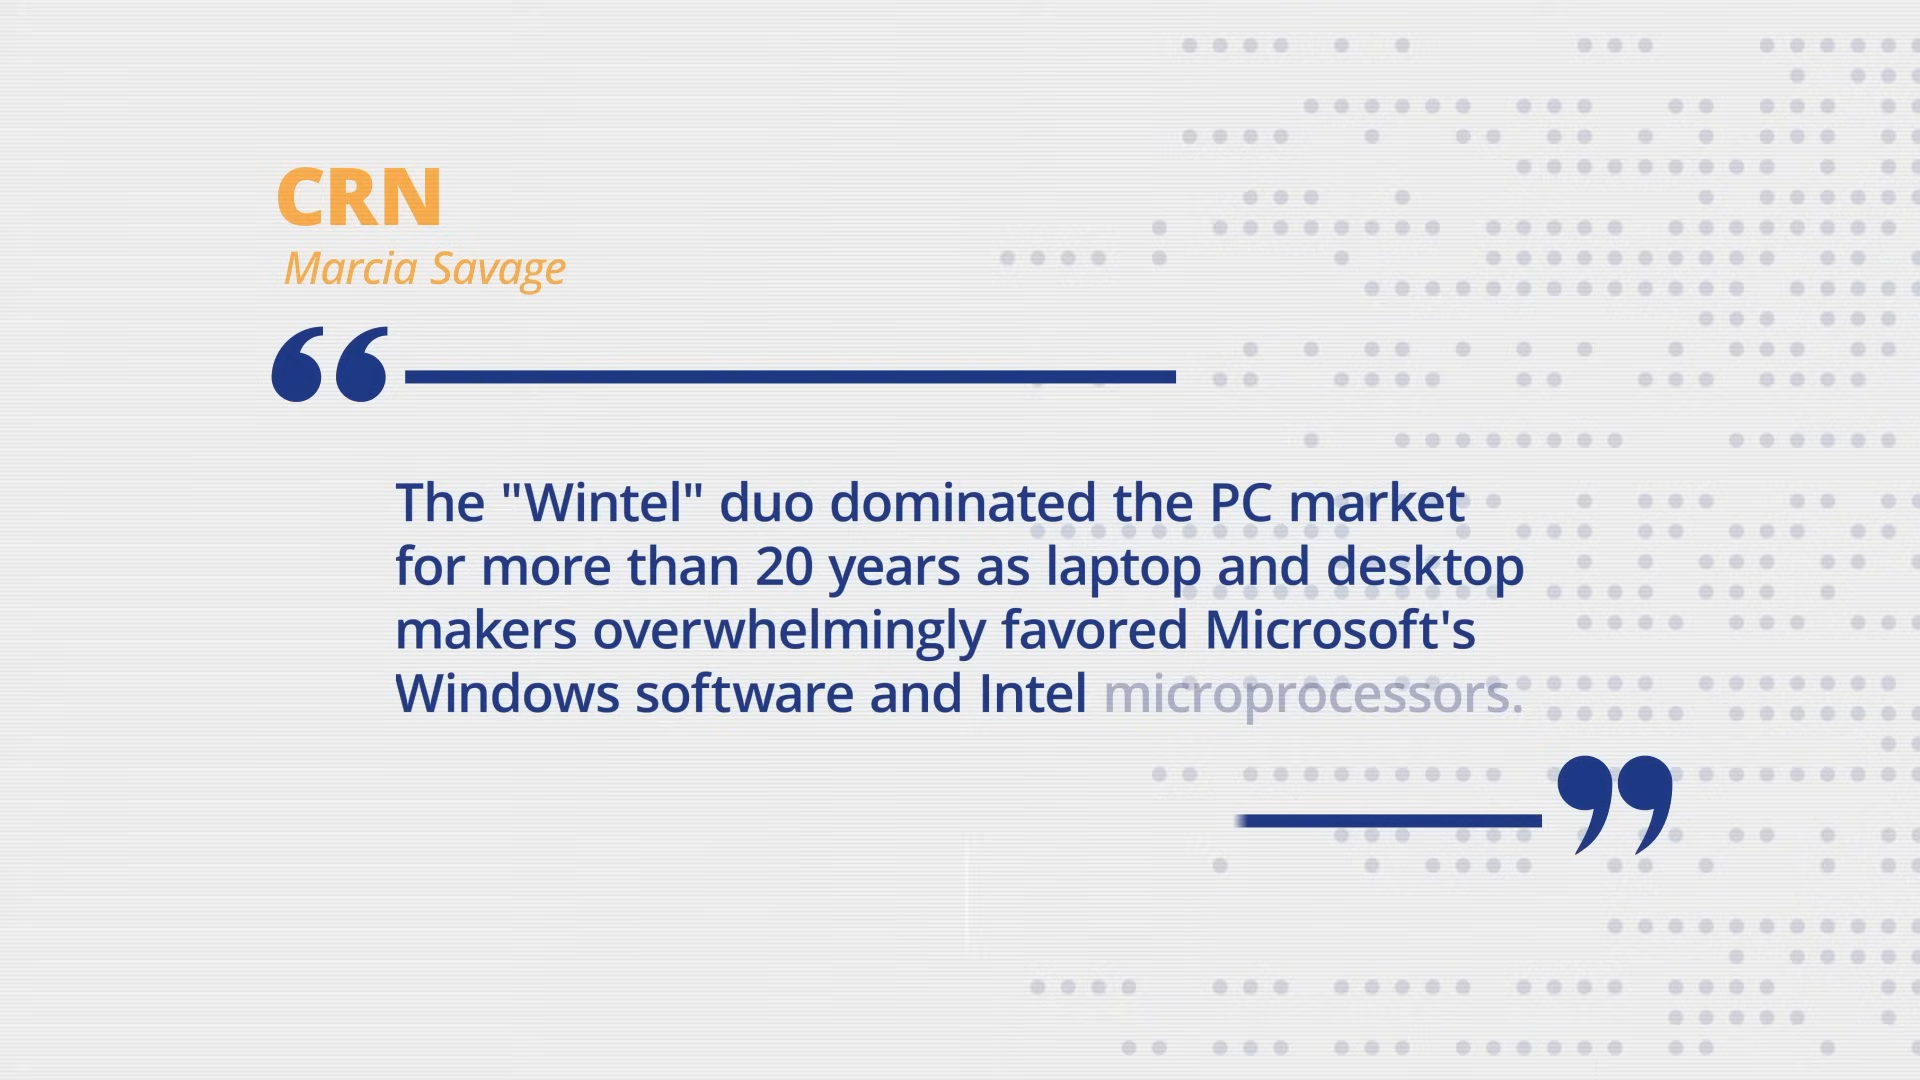 CRN
Marcia Savage
“
The "Wintel" duo dominated the PC market
for more than 20 years as laptop and desktop
makers overwhelmingly favored Microsoft's
Windows software and Intel microprocessors.
”